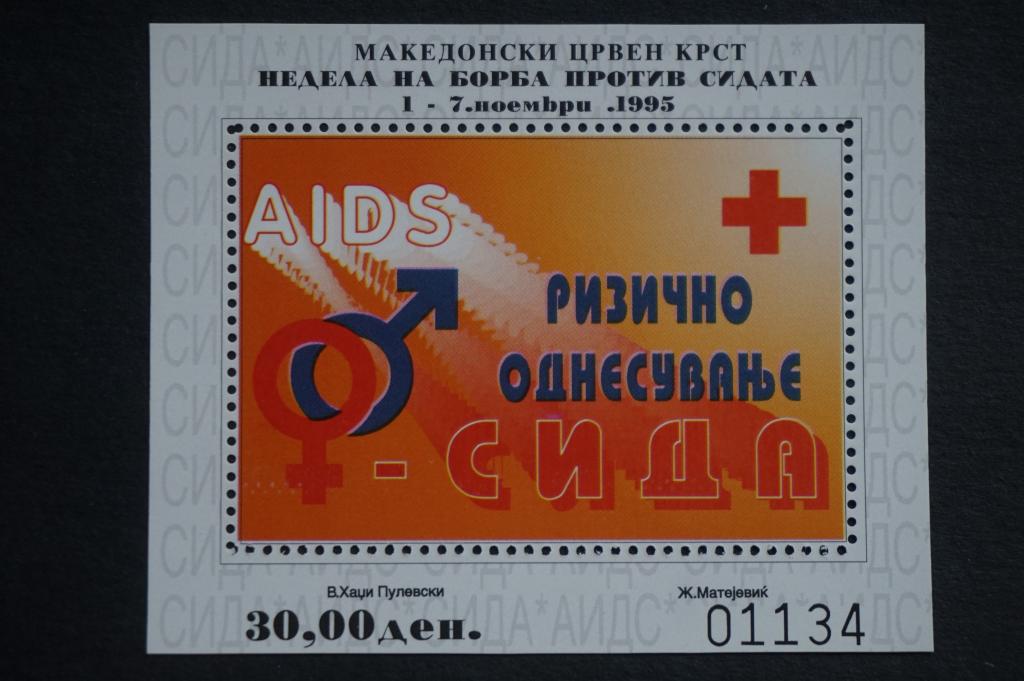 МАКЕДОНСКИ ЦРВЕН КРСТ
НЕДЕЛА НА БОРБА ПРОТИВ СИДАТА
1 - 7.ноември .1995
AIDS
РИЗИЧНО
ОДНЕСУВАЊЕ
- СИДА
В.Хаџи Пулевски
Ж.Матејевиќ
30,00ден.
01134